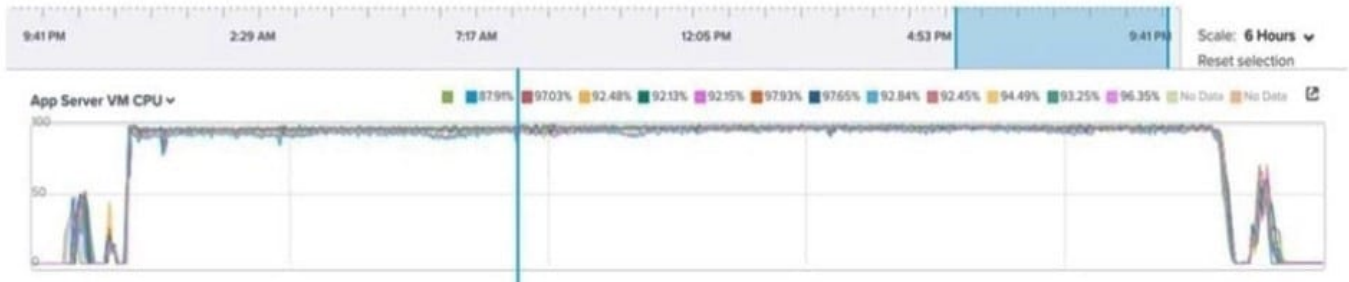 9:41 PM 2:29 AM 7:17 AM 12:05 PM 4:53 PM 9:41 PM Scale: 6 Hours
Reset selection
App Server VM CPU 87.91% 97.03% 92.48% 92.13% 92.15% 97.93% 97.65% 92.84% 92.45% 94.49% 93.25% 96.35% No Data No Data
100
50
0